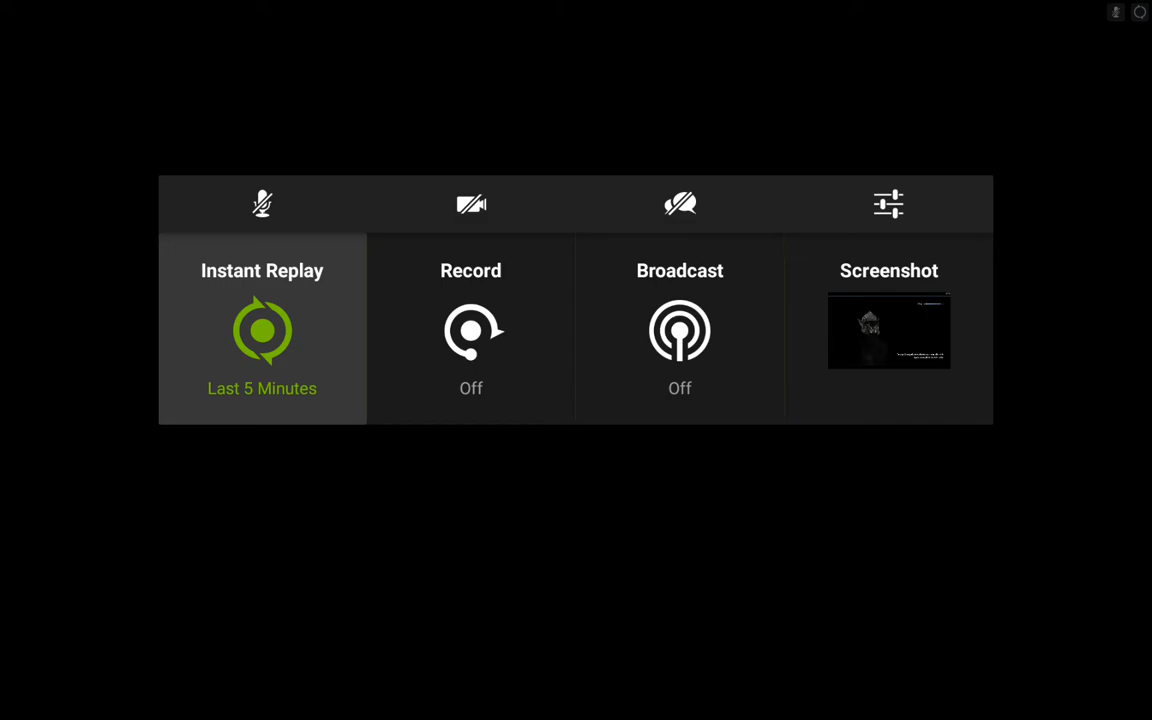 Instant Replay
Record
Broadcast
Screenshot
Last 5 Minutes
Off
Off